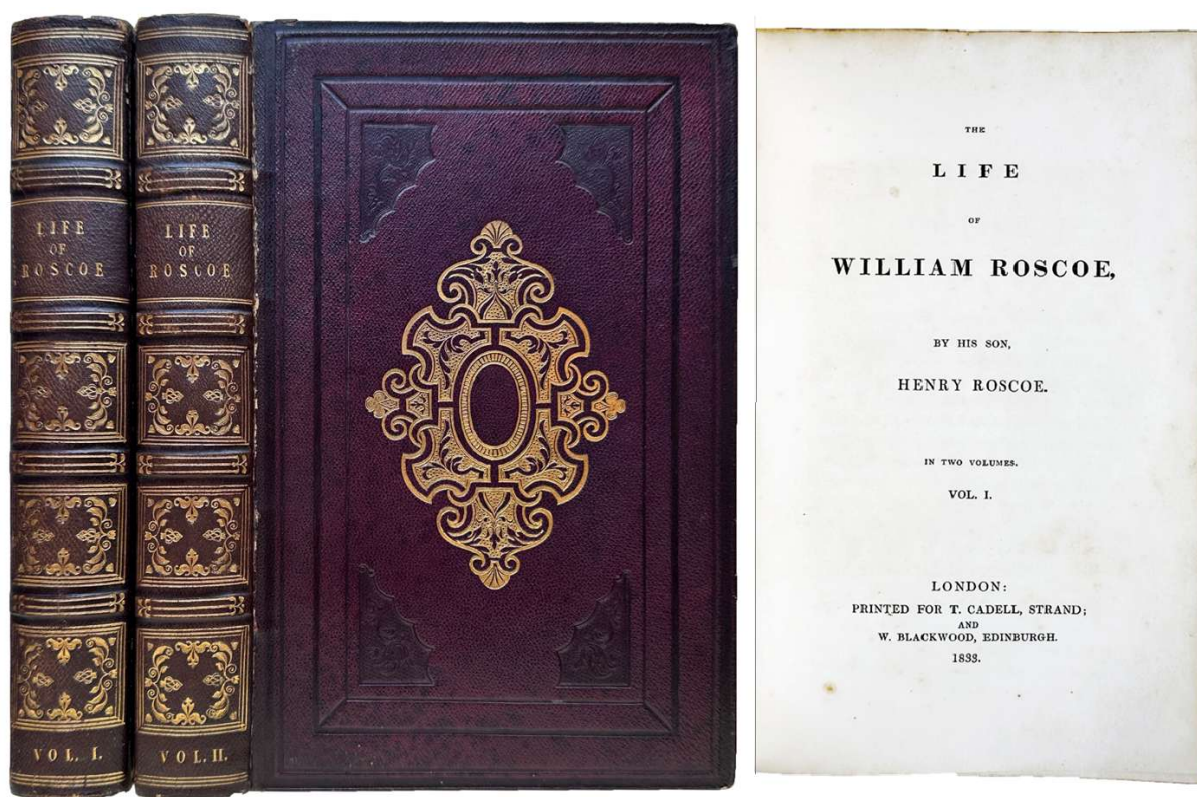 LIFE
OF
ROSCOE
VOL. I.
LIFE
OF
ROSCOE
VOL. II.
THE
LIFE
OF
WILLIAM ROSCOE,
BY HIS SON,
HENRY ROSCOE.
IN TWO VOLUMES.
VOL. I.
LONDON:
PRINTED FOR T. CADELL, STRAND;
AND
W. BLACKWOOD, EDINBURGH.
1833.